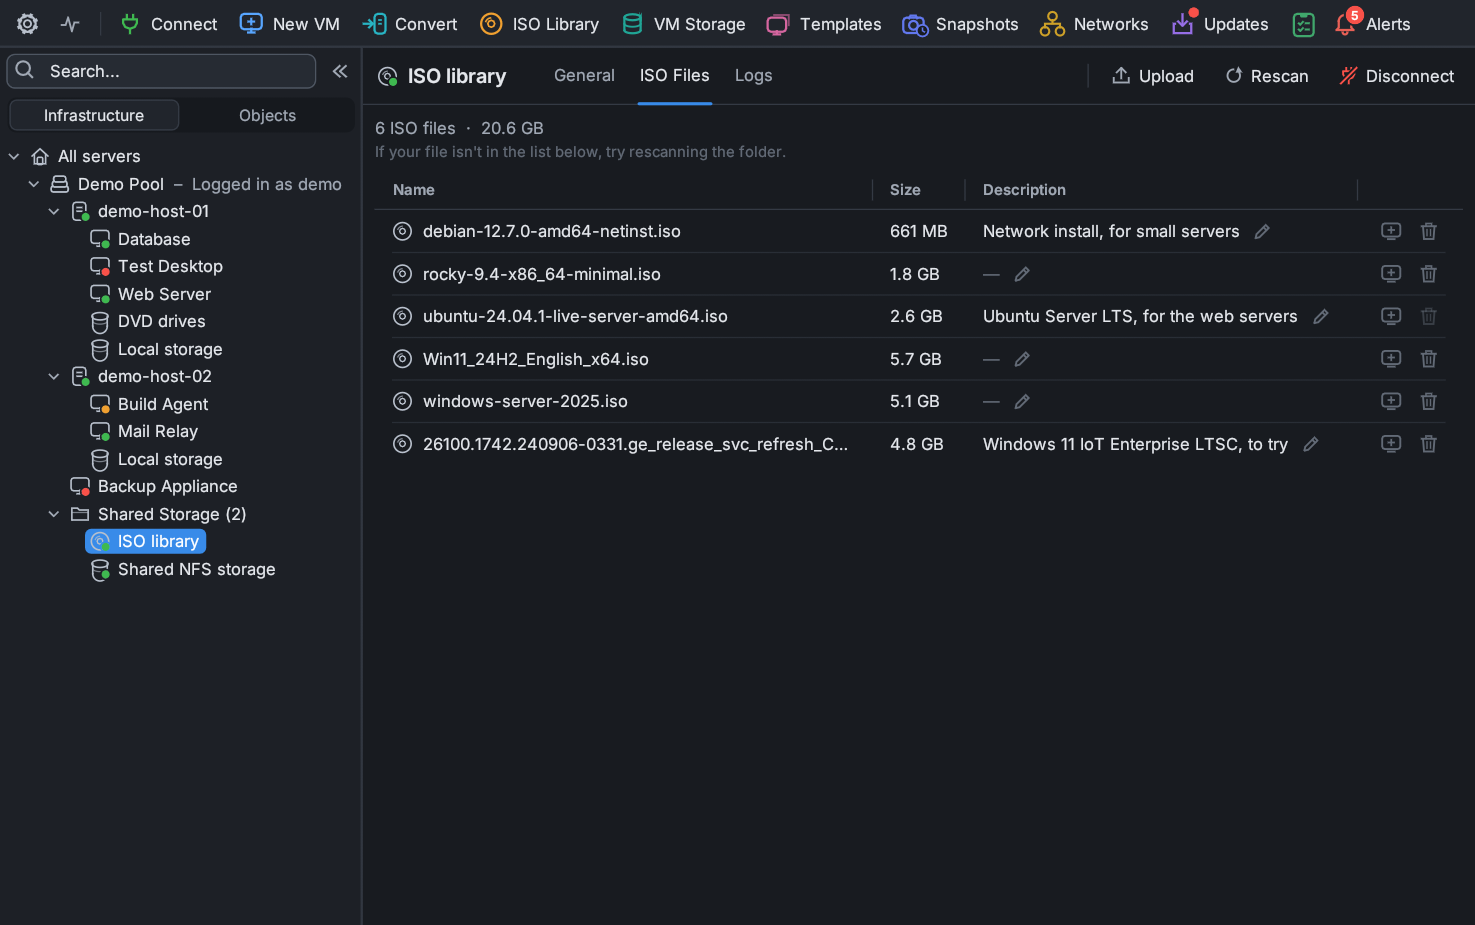 Connect New VM Convert ISO Library VM Storage Templates Snapshots Networks Updates 5 Alerts
Search...
Infrastructure Objects
All servers
Demo Pool – Logged in as demo
demo-host-01
Database
Test Desktop
Web Server
DVD drives
Local storage
demo-host-02
Build Agent
Mail Relay
Local storage
Backup Appliance
Shared Storage (2)
ISO library
Shared NFS storage
ISO library General ISO Files Logs Upload Rescan Disconnect
6 ISO files · 20.6 GB
If your file isn't in the list below, try rescanning the folder.
Name Size Description
debian-12.7.0-amd64-netinst.iso 661 MB Network install, for small servers
rocky-9.4-x86_64-minimal.iso 1.8 GB —
ubuntu-24.04.1-live-server-amd64.iso 2.6 GB Ubuntu Server LTS, for the web servers
Win11_24H2_English_x64.iso 5.7 GB —
windows-server-2025.iso 5.1 GB —
26100.1742.240906-0331.ge_release_svc_refresh_C... 4.8 GB Windows 11 IoT Enterprise LTSC, to try